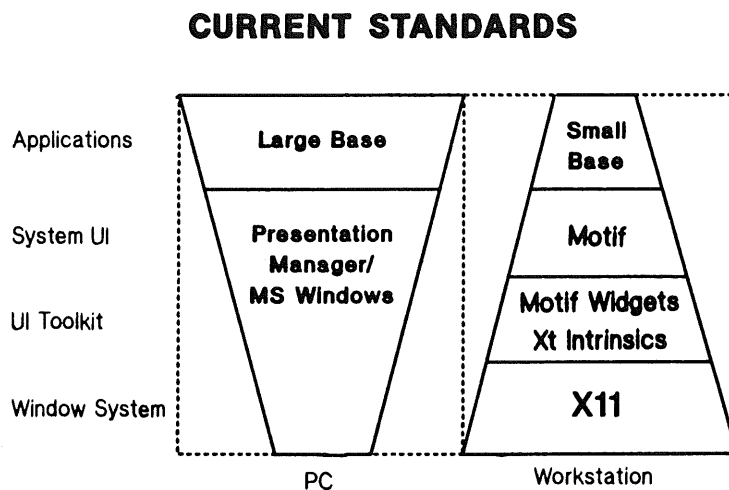 CURRENT STANDARDS
Applications
Large Base
Small
Base
System UI
Presentation
Manager/
MS Windows
Motif
UI Toolkit
Motif Widgets
Xt Intrinsics
Window System
X11
PC
Workstation